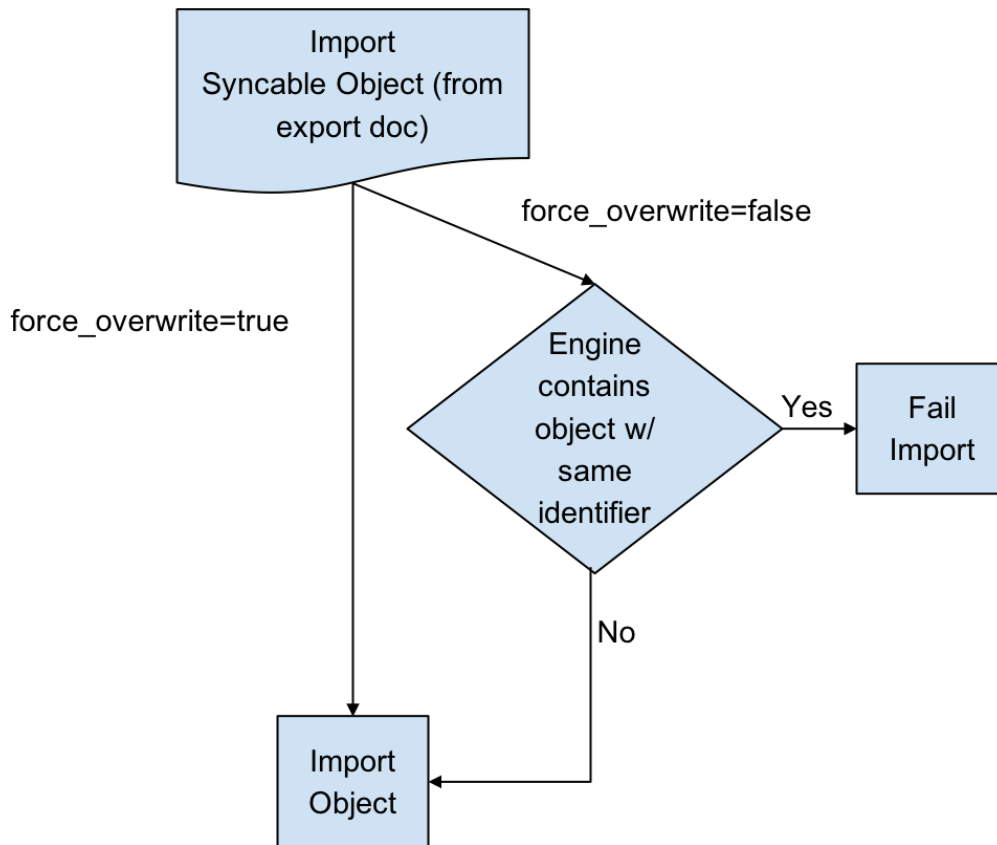 Import
Syncable Object (from
export doc)
force_overwrite=false
force_overwrite=true
Engine
contains
object w/
same
identifier
Yes
Fail
Import
No
Import
Object